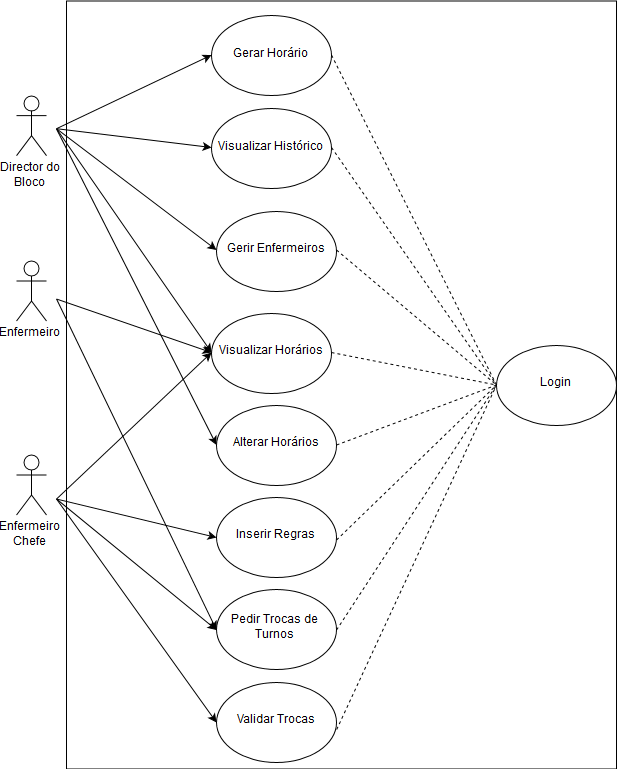 Gerar Horário
Visualizar Histórico
Director do
Bloco
Gerir Enfermeiros
Enfermeiro
Visualizar Horários
Login
Alterar Horários
Enfermeiro
Chefe
Inserir Regras
Pedir Trocas de
Turnos
Validar Trocas